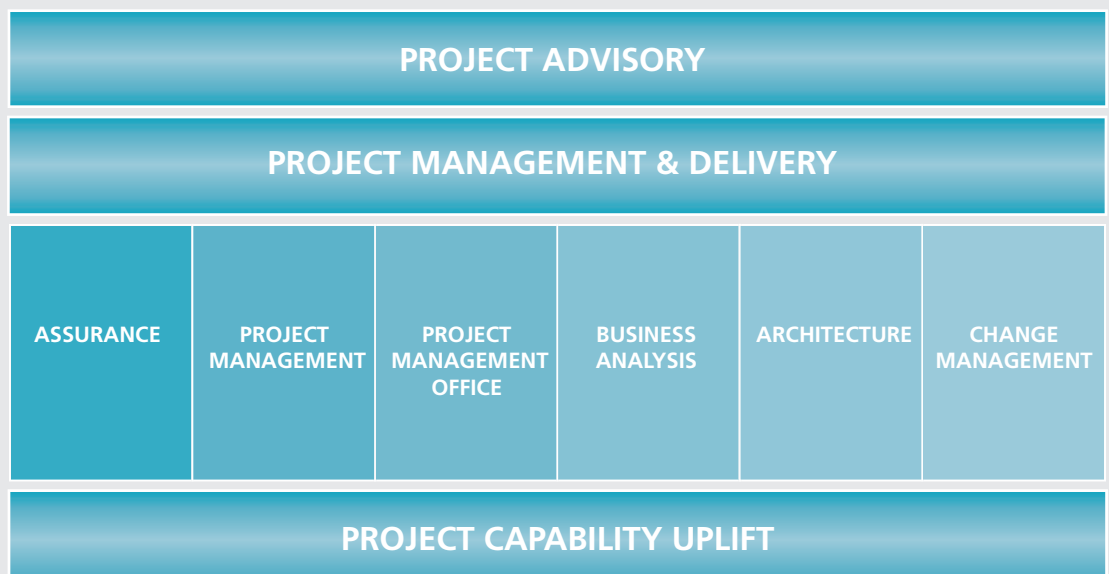 PROJECT ADVISORY
PROJECT MANAGEMENT & DELIVERY
ASSURANCE
PROJECT
MANAGEMENT
PROJECT
MANAGEMENT
OFFICE
BUSINESS
ANALYSIS
ARCHITECTURE
CHANGE
MANAGEMENT
PROJECT CAPABILITY UPLIFT